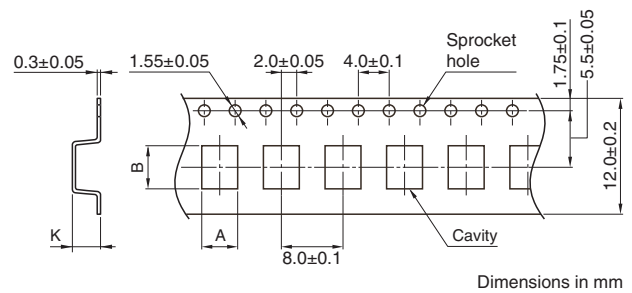 0.3±0.05
1.55±0.05
2.0±0.05
4.0±0.1
Sprocket
hole
1.75±0.1
5.5±0.05
12.0±0.2
B
K
A
8.0±0.1
Cavity
Dimensions in mm